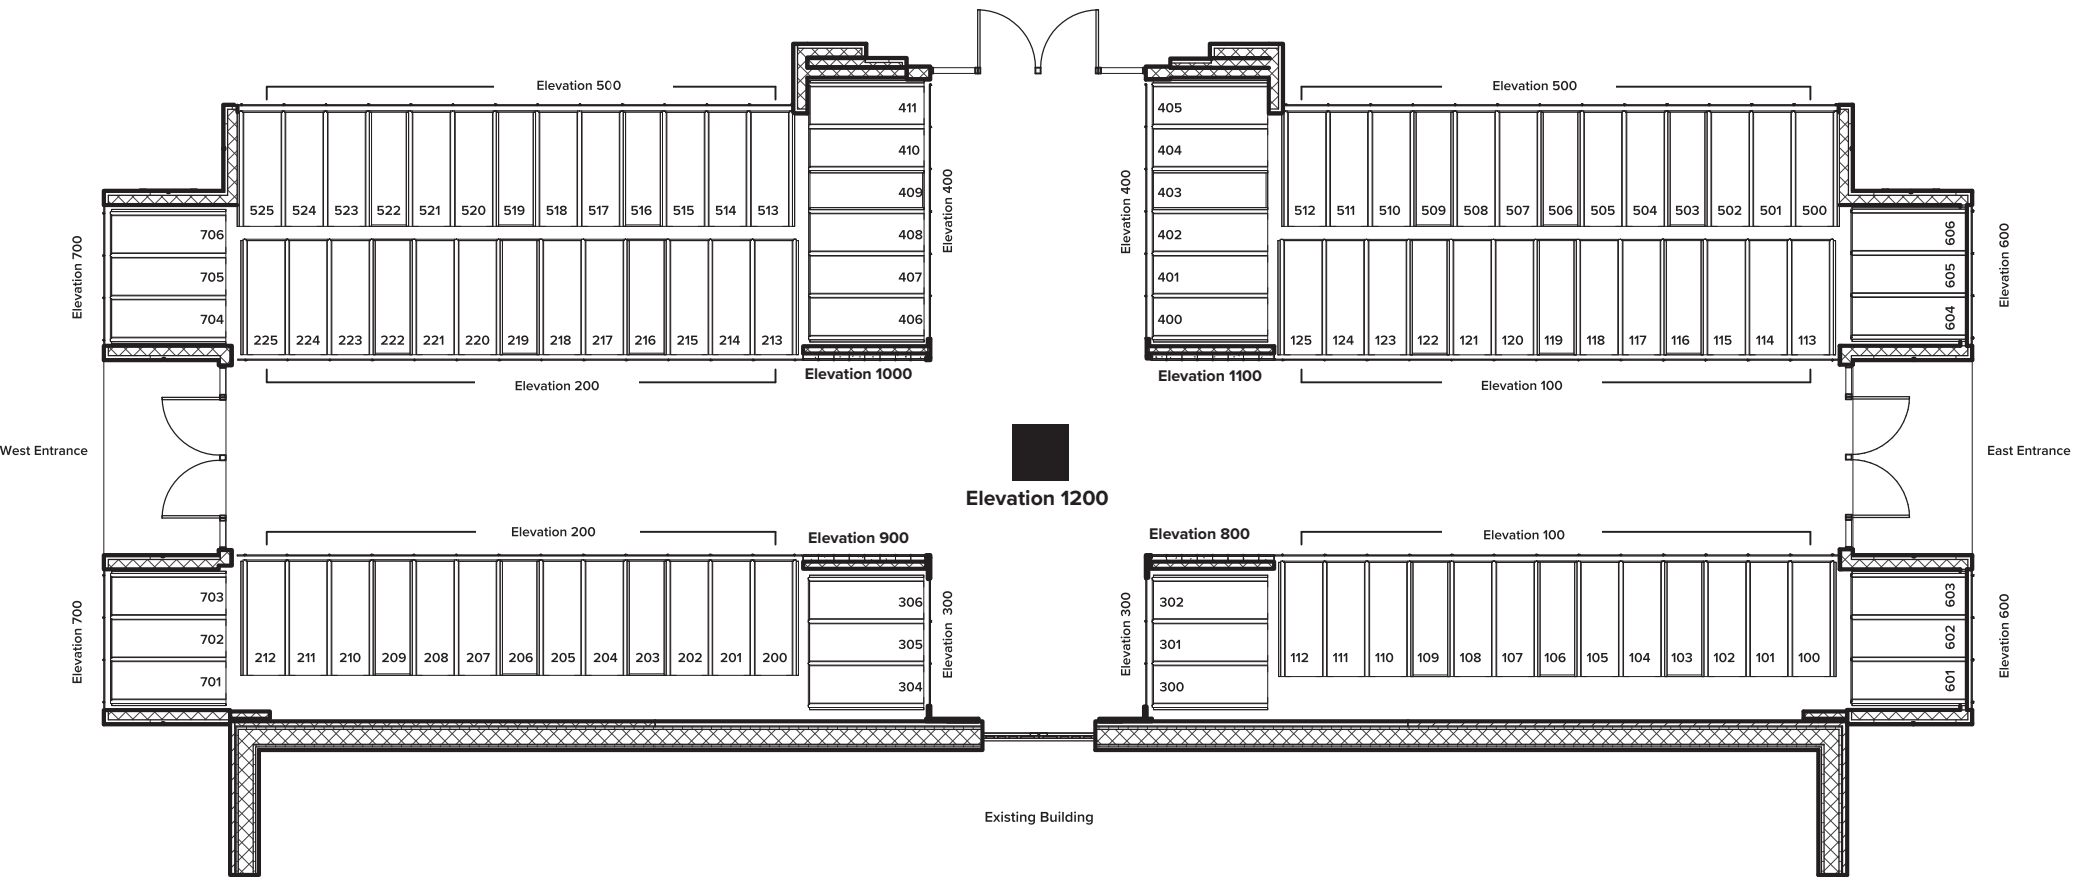 Elevation 500
Elevation 500
411
405
410
404
409
403
Elevation 400
Elevation 400
525 524 523 522 521 520 519 518 517 516 515 514 513
512 511 510 509 508 507 506 505 504 503 502 501 500
706
408
402
606
705
407
401
605
704
406
400
604
Elevation 700
Elevation 600
225 224 223 222 221 220 219 218 217 216 215 214 213
125 124 123 122 121 120 119 118 117 116 115 114 113
Elevation 200
Elevation 1000
Elevation 1100
Elevation 100
West Entrance
East Entrance
Elevation 1200
Elevation 200
Elevation 900
Elevation 800
Elevation 100
703
306
302
603
702
305
301
602
701
304
300
601
Elevation 700
Elevation 300
Elevation 300
Elevation 600
212 211 210 209 208 207 206 205 204 203 202 201 200
112 111 110 109 108 107 106 105 104 103 102 101 100
Existing Building